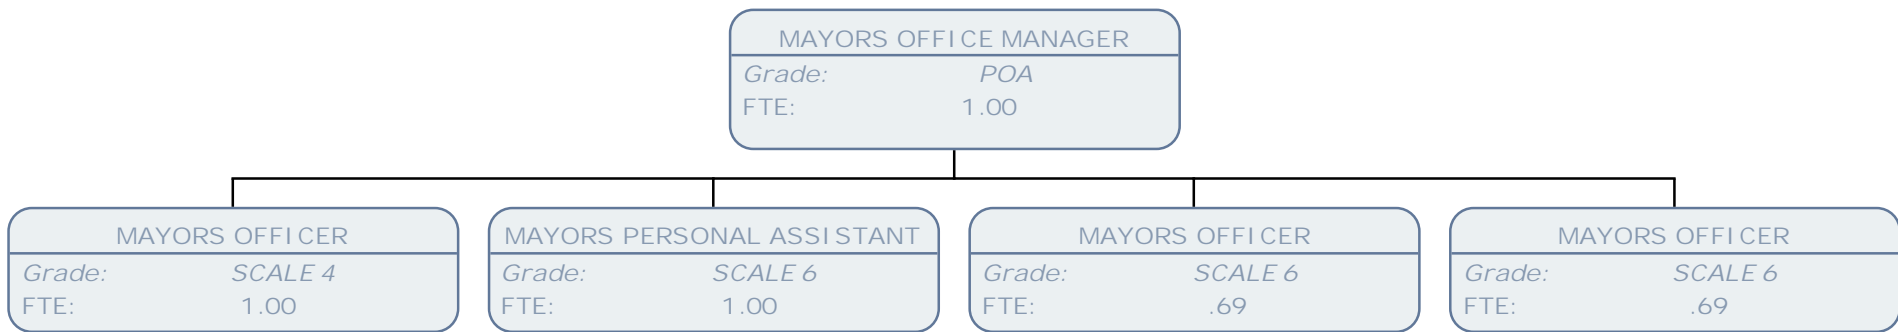 MAYORS OFFICE MANAGER
Grade: POA
FTE: 1.00
MAYORS OFFICER
Grade: SCALE 4
FTE: 1.00
MAYORS PERSONAL ASSISTANT
Grade: SCALE 6
FTE: 1.00
MAYORS OFFICER
Grade: SCALE 6
FTE: .69
MAYORS OFFICER
Grade: SCALE 6
FTE: .69